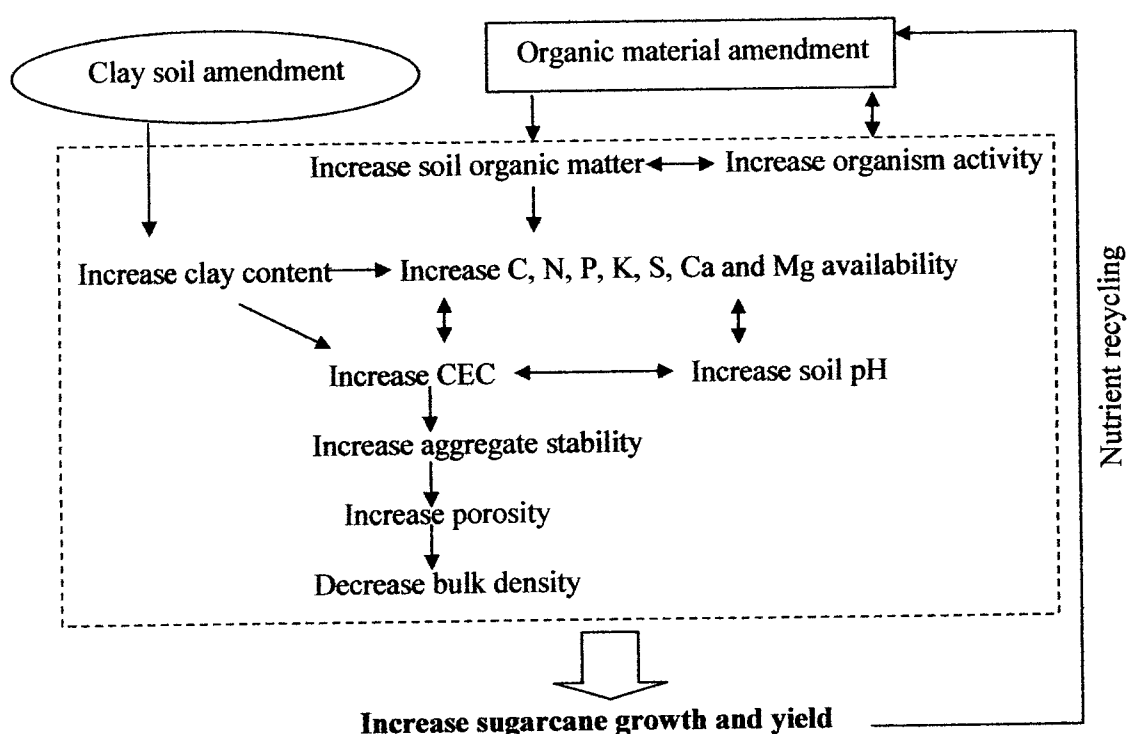 Clay soil amendment
Organic material amendment
Increase soil organic matter
Increase organism activity
Increase clay content
Increase C, N, P, K, S, Ca and Mg availability
Increase CEC
Increase soil pH
Increase aggregate stability
Increase porosity
Decrease bulk density
Increase sugarcane growth and yield
Nutrient recycling